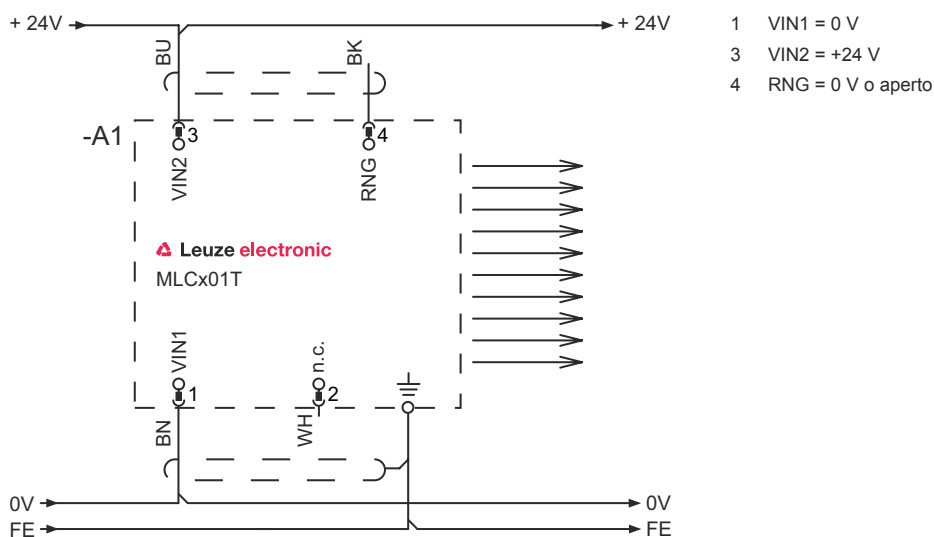 + 24V
+ 24V
1 VIN1 = 0 V
3 VIN2 = +24 V
4 RNG = 0 V o aperto
BU
BK
-A1
3
4
VIN2
RNG
Leuze electronic
MLCx01T
VIN1
n.c.
1
2
BN
WH
0V
0V
FE
FE